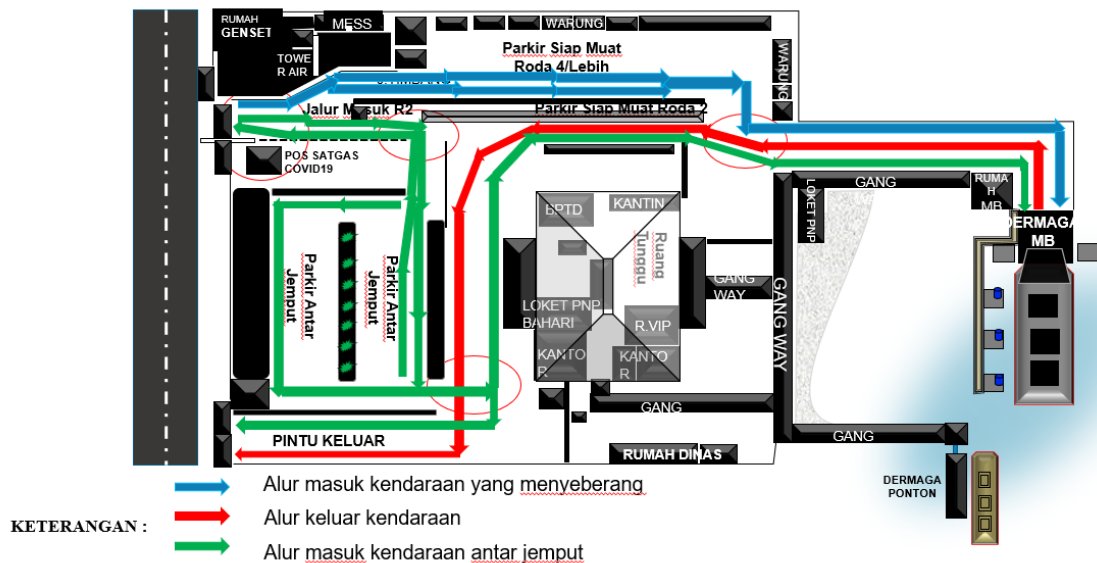 RUMAH
GENSET
MESS
TOWE
R AIR
WARUNG
Parkir Siap Muat
Roda 4/Lebih
WARUNG
Jalur Masuk R2
Parkir Siap Muat Roda 2
POS SATGAS
COVID19
Parkir Antar
Jemput
Parkir Antar
Jemput
BPTD
KANTIN
Ruang
Tunggu
LOKET PNP
BAHARI
R.VIP
KANTO
R
KANTO
R
GANG
WAY
GANG WAY
GANG
LOKET PNP
RUMA
H
MB
DERMAGA
MB
GANG
GANG
PINTU KELUAR
RUMAH DINAS
DERMAGA
PONTON
KETERANGAN :
Alur masuk kendaraan yang menyeberang
Alur keluar kendaraan
Alur masuk kendaraan antar jemput